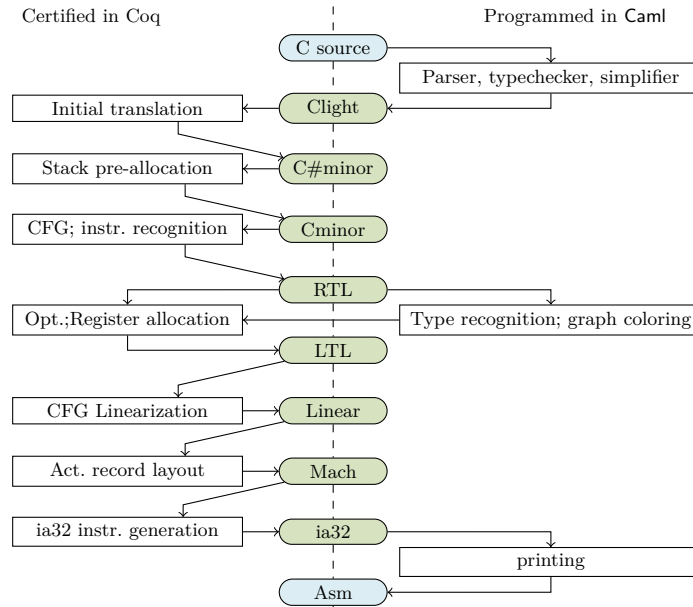 Certified in Coq
Programmed in Caml
C source
Parser, typechecker, simplifier
Initial translation
Clight
Stack pre-allocation
C#minor
CFG; instr. recognition
Cminor
RTL
Opt.;Register allocation
Type recognition; graph coloring
LTL
CFG Linearization
Linear
Act. record layout
Mach
ia32 instr. generation
ia32
printing
Asm